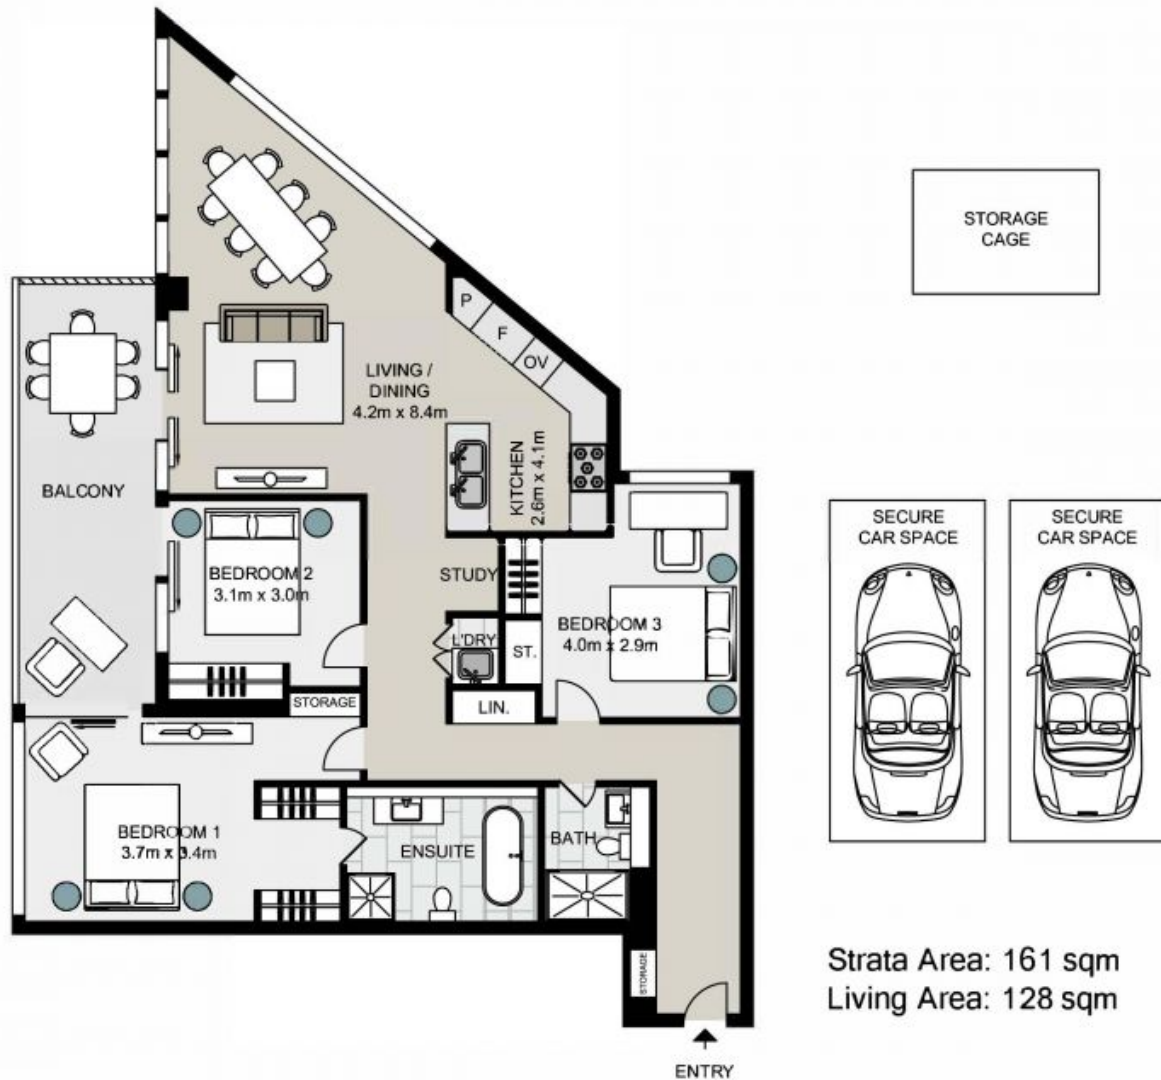 STORAGE
CAGE
P
F
OV
LIVING /
DINING
4.2m x 8.4m
KITCHEN
2.6m x 4.1m
BALCONY
SECURE
CAR SPACE
SECURE
CAR SPACE
BEDROOM 2
3.1m x 3.0m
STUDY
L'DRY
ST.
BEDROOM 3
4.0m x 2.9m
STORAGE
LIN.
BEDROOM 1
3.7m x 3.4m
ENSUITE
BATH
STORAGE
Strata Area: 161 sqm
Living Area: 128 sqm
ENTRY